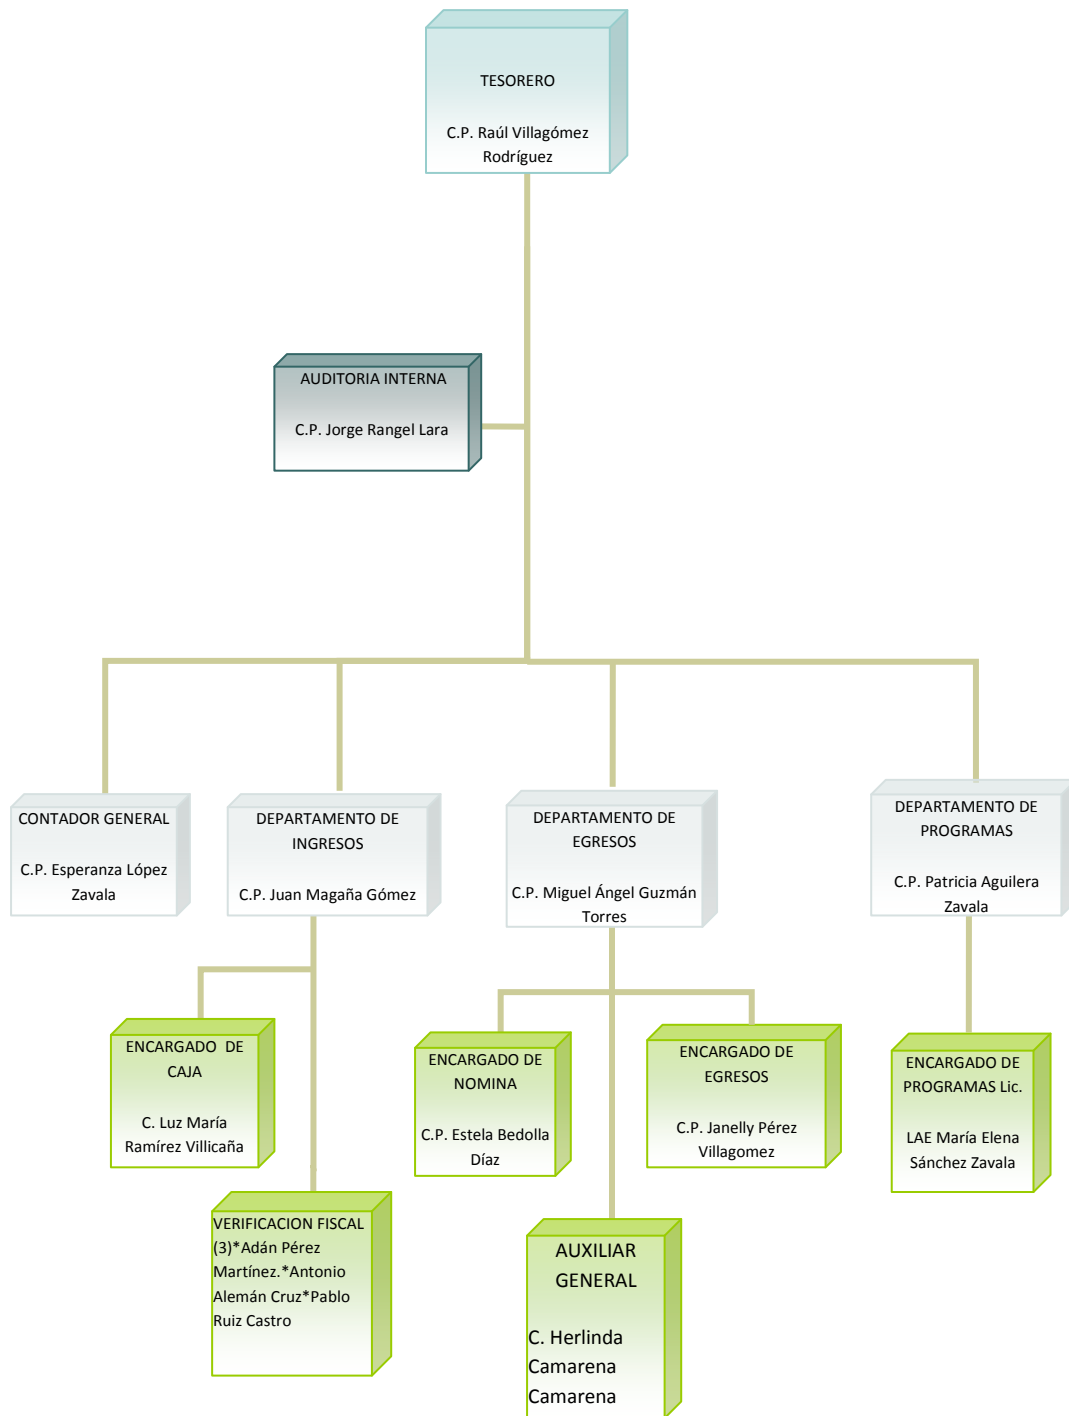 TESORERO
C.P. Raúl Villagómez
Rodríguez
AUDITORIA INTERNA
C.P. Jorge Rangel Lara
CONTADOR GENERAL
C.P. Esperanza López
Zavala
DEPARTAMENTO DE
INGRESOS
C.P. Juan Magaña Gómez
DEPARTAMENTO DE
EGRESOS
C.P. Miguel Ángel Guzmán
Torres
DEPARTAMENTO DE
PROGRAMAS
C.P. Patricia Aguilera
Zavala
ENCARGADO DE
CAJA
C. Luz María
Ramírez Villicaña
ENCARGADO DE
NOMINA
C.P. Estela Bedolla
Díaz
ENCARGADO DE
EGRESOS
C.P. Janelly Pérez
Villagomez
ENCARGADO DE
PROGRAMAS Lic.
LAE María Elena
Sánchez Zavala
VERIFICACION FISCAL
(3)*Adán Pérez
Martínez.*Antonio
Alemán Cruz*Pablo
Ruiz Castro
AUXILIAR
GENERAL
C. Herlinda
Camarena
Camarena